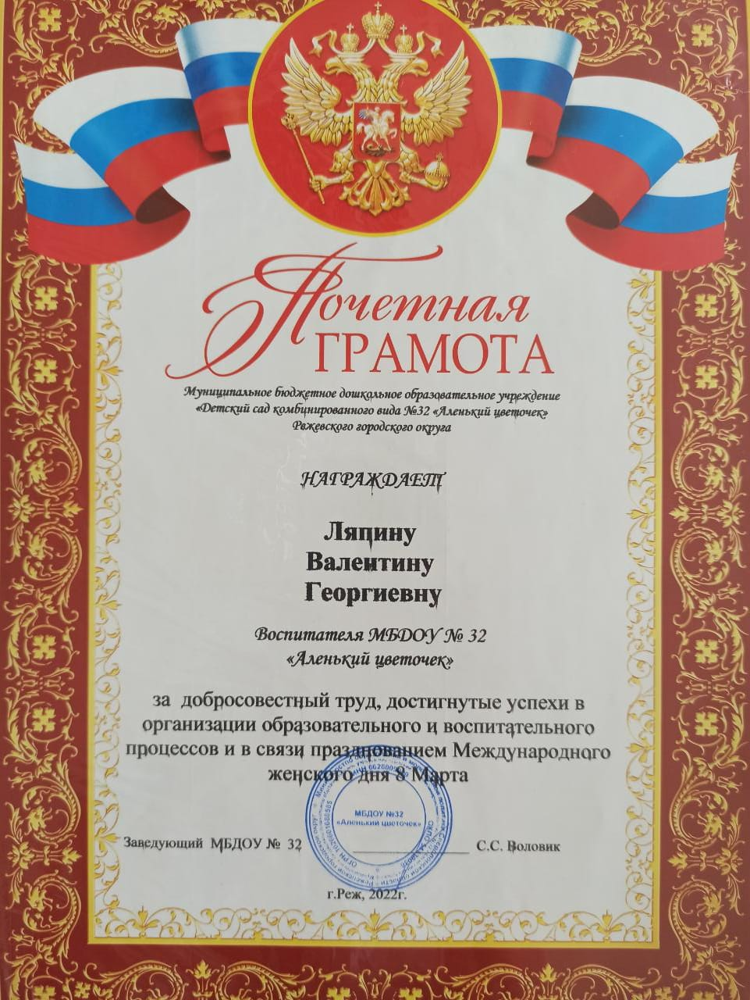 Почетная
ГРАМОТА
Муниципальное бюджетное дошкольное образовательное учреждение
«Детский сад комбинированного вида №32 «Аленький цветочек»
Режевского городского округа
НАГРАЖДАЕТ
Ляпину
Валентину
Георгиевну
Воспитателя МБДОУ № 32
«Аленький цветочек»
за добросовестный труд, достигнутые успехи в
организации образовательного и воспитательного
процессов и в связи празднованием Международного
женского дня 8 Марта
МБДОУ №32
«Аленький цветочек»
Заведующий МБДОУ № 32 С.С. Воловик
г.Реж, 2022г.